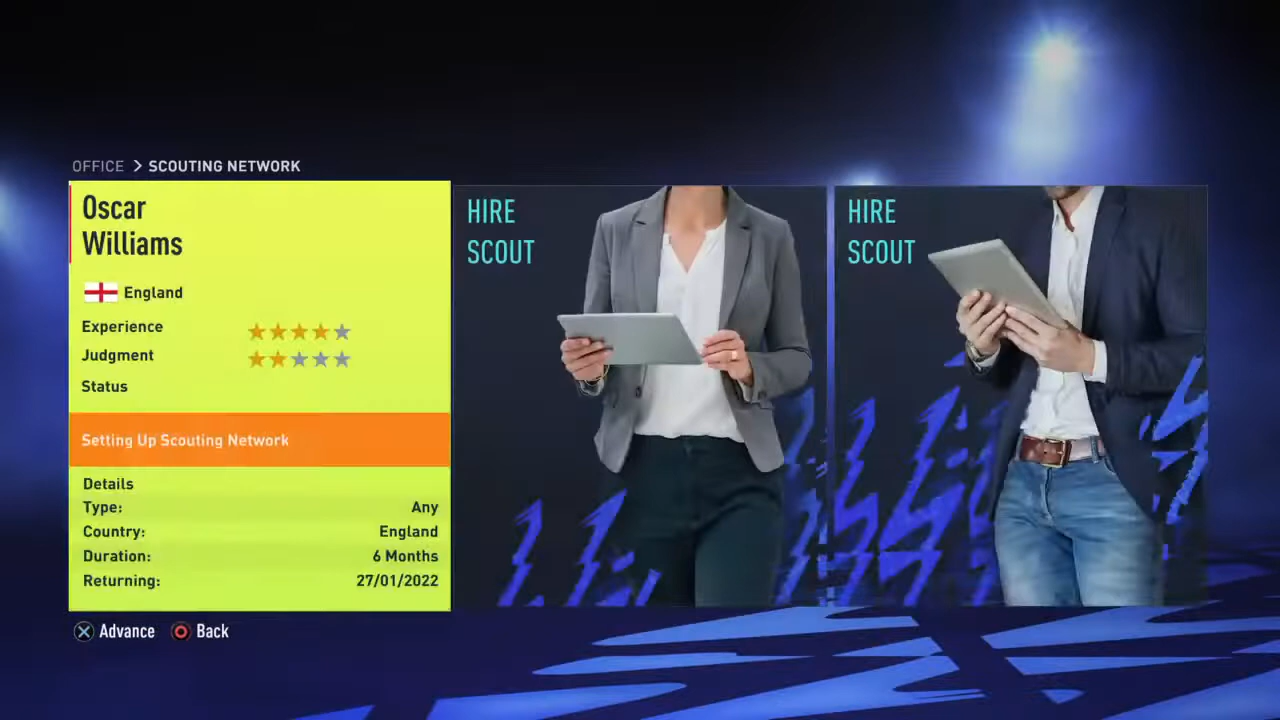 OFFICE > SCOUTING NETWORK
Oscar
Williams
England
Experience
Judgment
Status
Setting Up Scouting Network
Details
Type: Any
Country: England
Duration: 6 Months
Returning: 27/01/2022
HIRE
SCOUT
HIRE
SCOUT
Advance Back